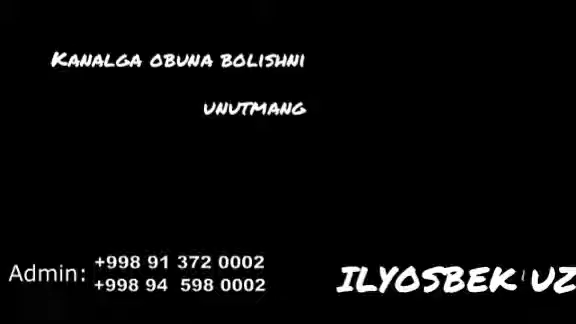 Kanalga obuna bolishni
unutmang
Admin: +998 91 372 0002
+998 94 598 0002
ILYOSBEK UZ